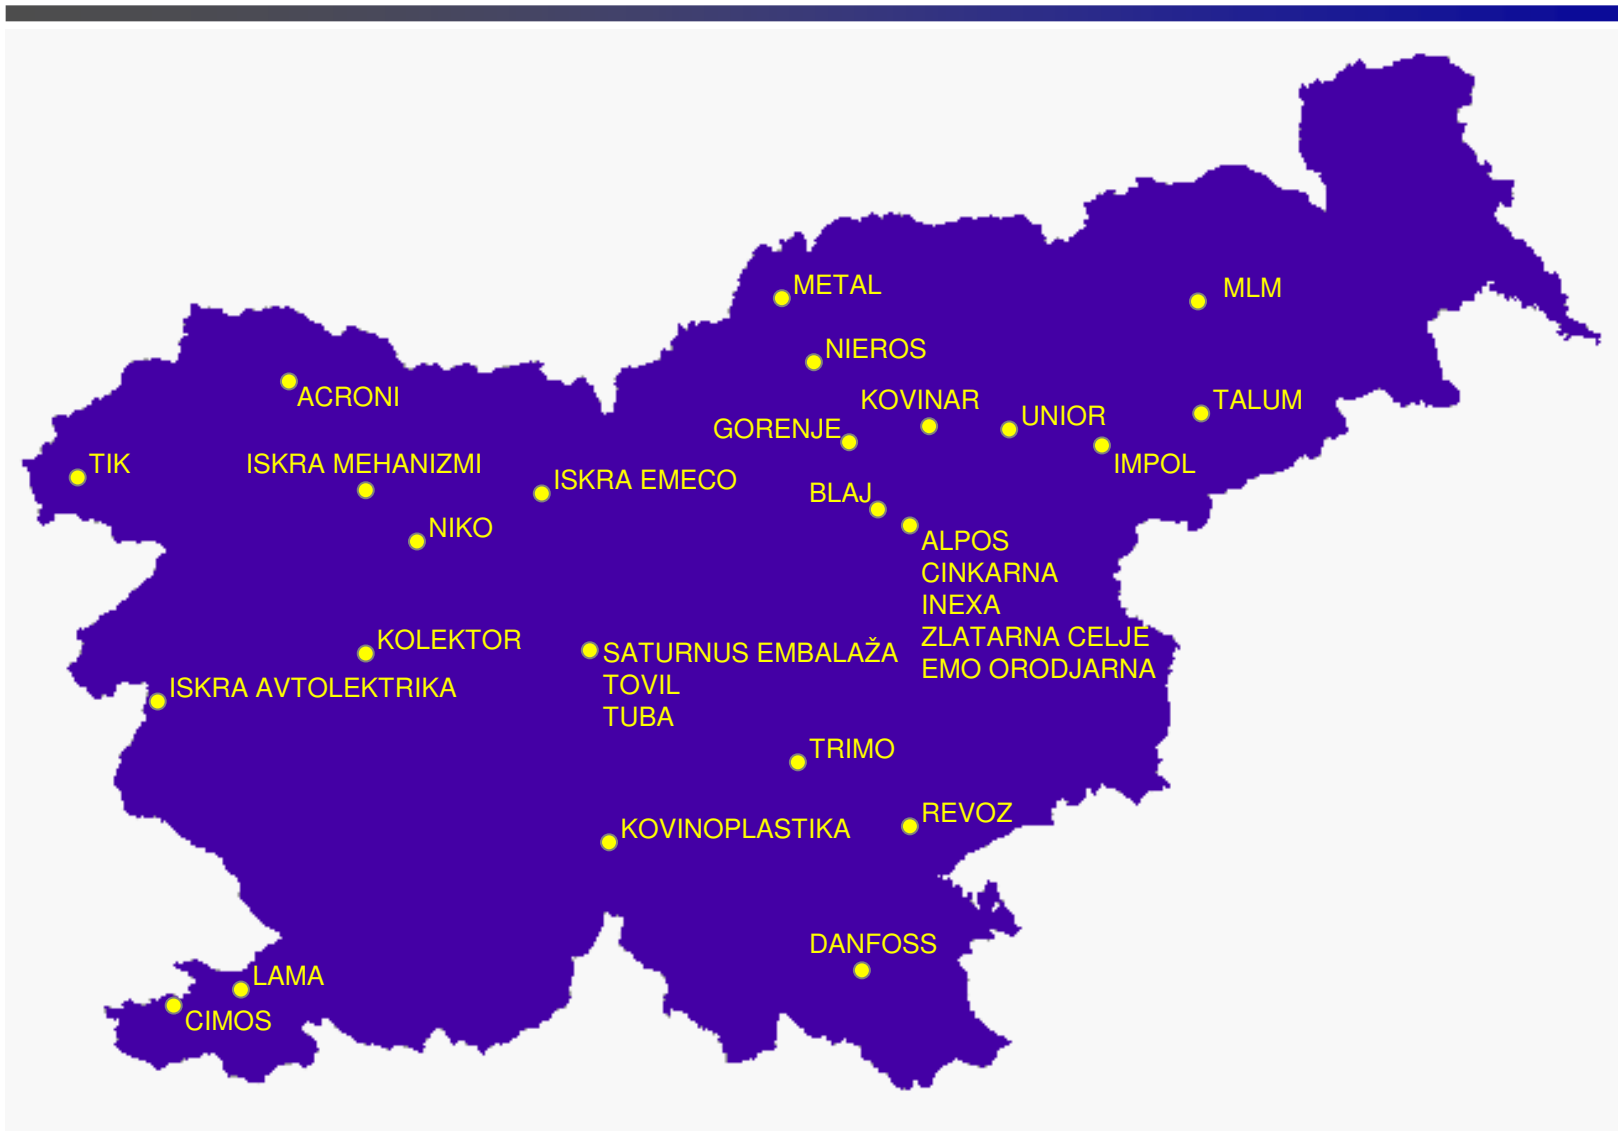 METAL
MLM
NIEROS
ACRONI
KOVINAR
TALUM
UNIOR
GORENJE
TIK
ISKRA MEHANIZMI
IMPOL
ISKRA EMECO
BLAJ
NIKO
ALPOS
CINKARNA
INEXA
ZLATARNA CELJE
EMO ORODJARNA
KOLEKTOR
SATURNUS EMBALAŽA
TOVIL
TUBA
ISKRA AVTOLEKTRIKA
TRIMO
REVOZ
KOVINOPLASTIKA
DANFOSS
LAMA
CIMOS